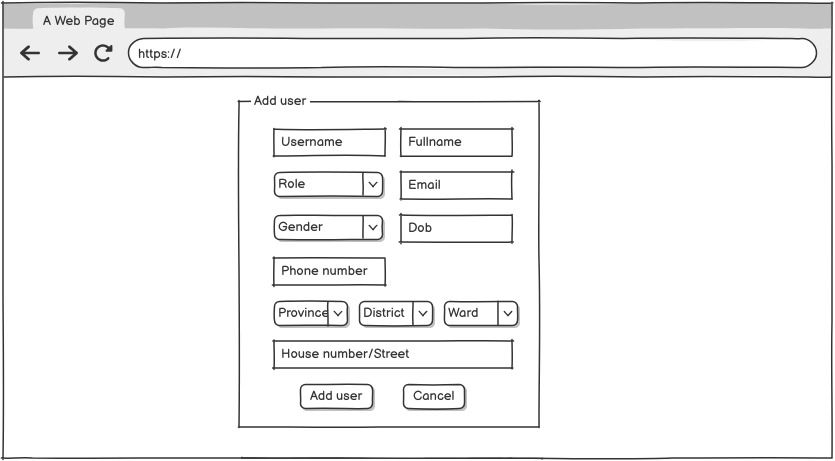 A Web Page
https://
Add user
Username Fullname
Role Email
Gender Dob
Phone number
Province District Ward
House number/Street
Add user Cancel